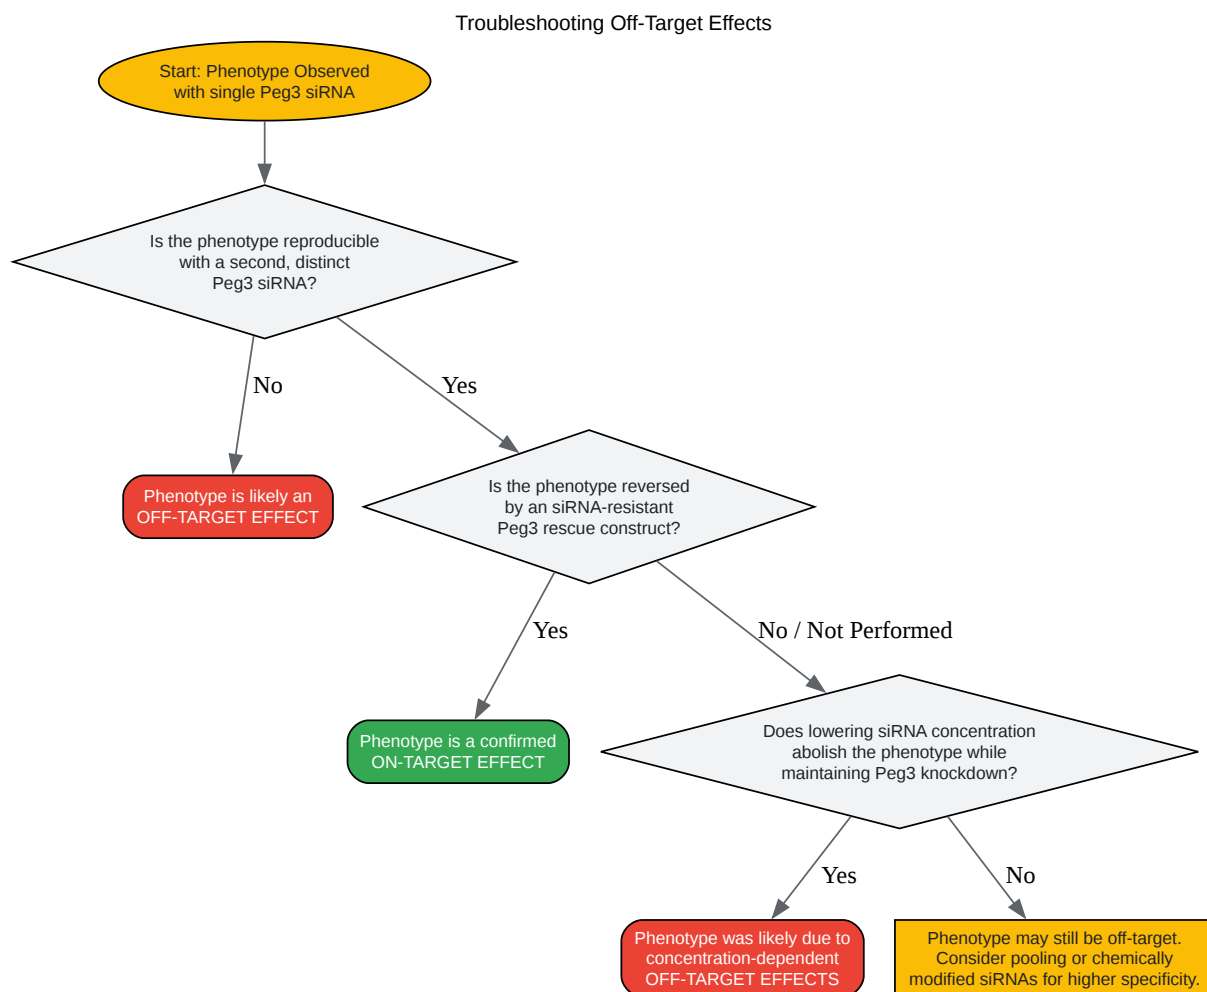 Troubleshooting Off-Target Effects
Start: Phenotype Observed
with single Peg3 siRNA
Is the phenotype reproducible
with a second, distinct
Peg3 siRNA?
No
Yes
Phenotype is likely an
OFF-TARGET EFFECT
Is the phenotype reversed
by an siRNA-resistant
Peg3 rescue construct?
Yes
No / Not Performed
Phenotype is a confirmed
ON-TARGET EFFECT
Does lowering siRNA concentration
abolish the phenotype while
maintaining Peg3 knockdown?
Yes
No
Phenotype was likely due to
concentration-dependent
OFF-TARGET EFFECTS
Phenotype may still be off-target.
Consider pooling or chemically
modified siRNAs for higher specificity.